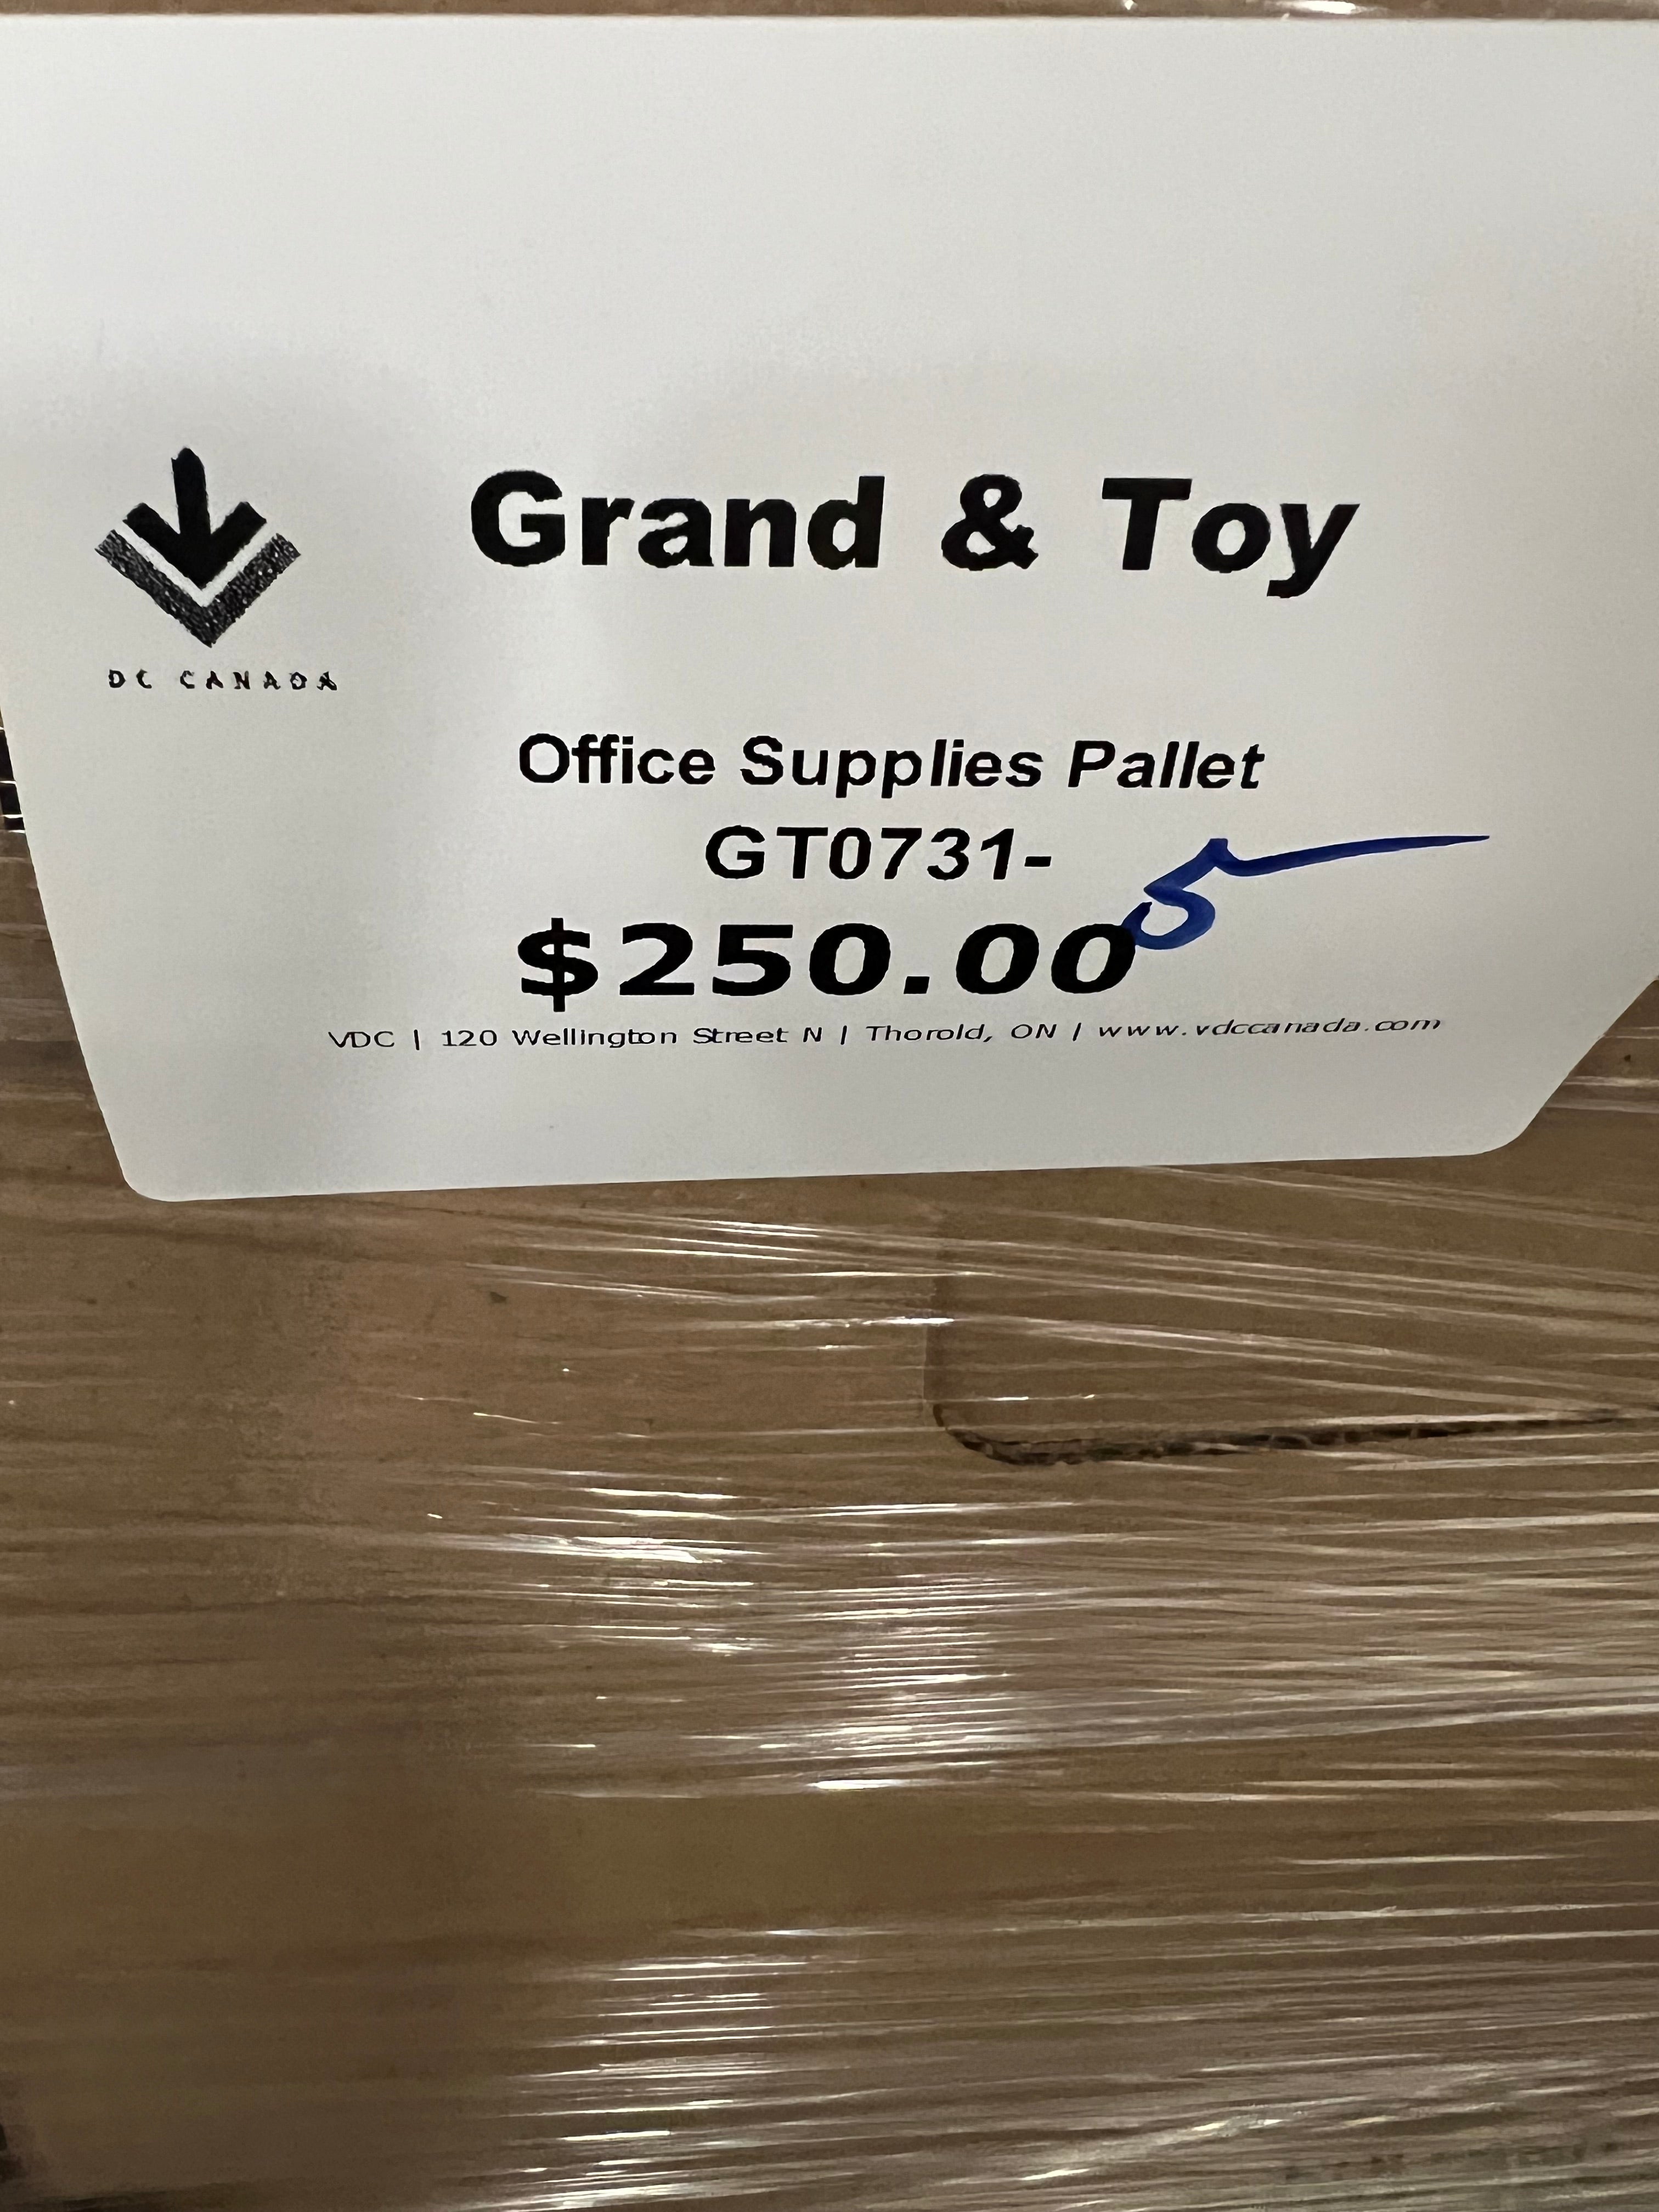 Grand & Toy
DC CANADA
Office Supplies Pallet
GT0731-5
$250.00
VDC | 120 Wellington Street N | Thorold, ON | www.vdccanada.com